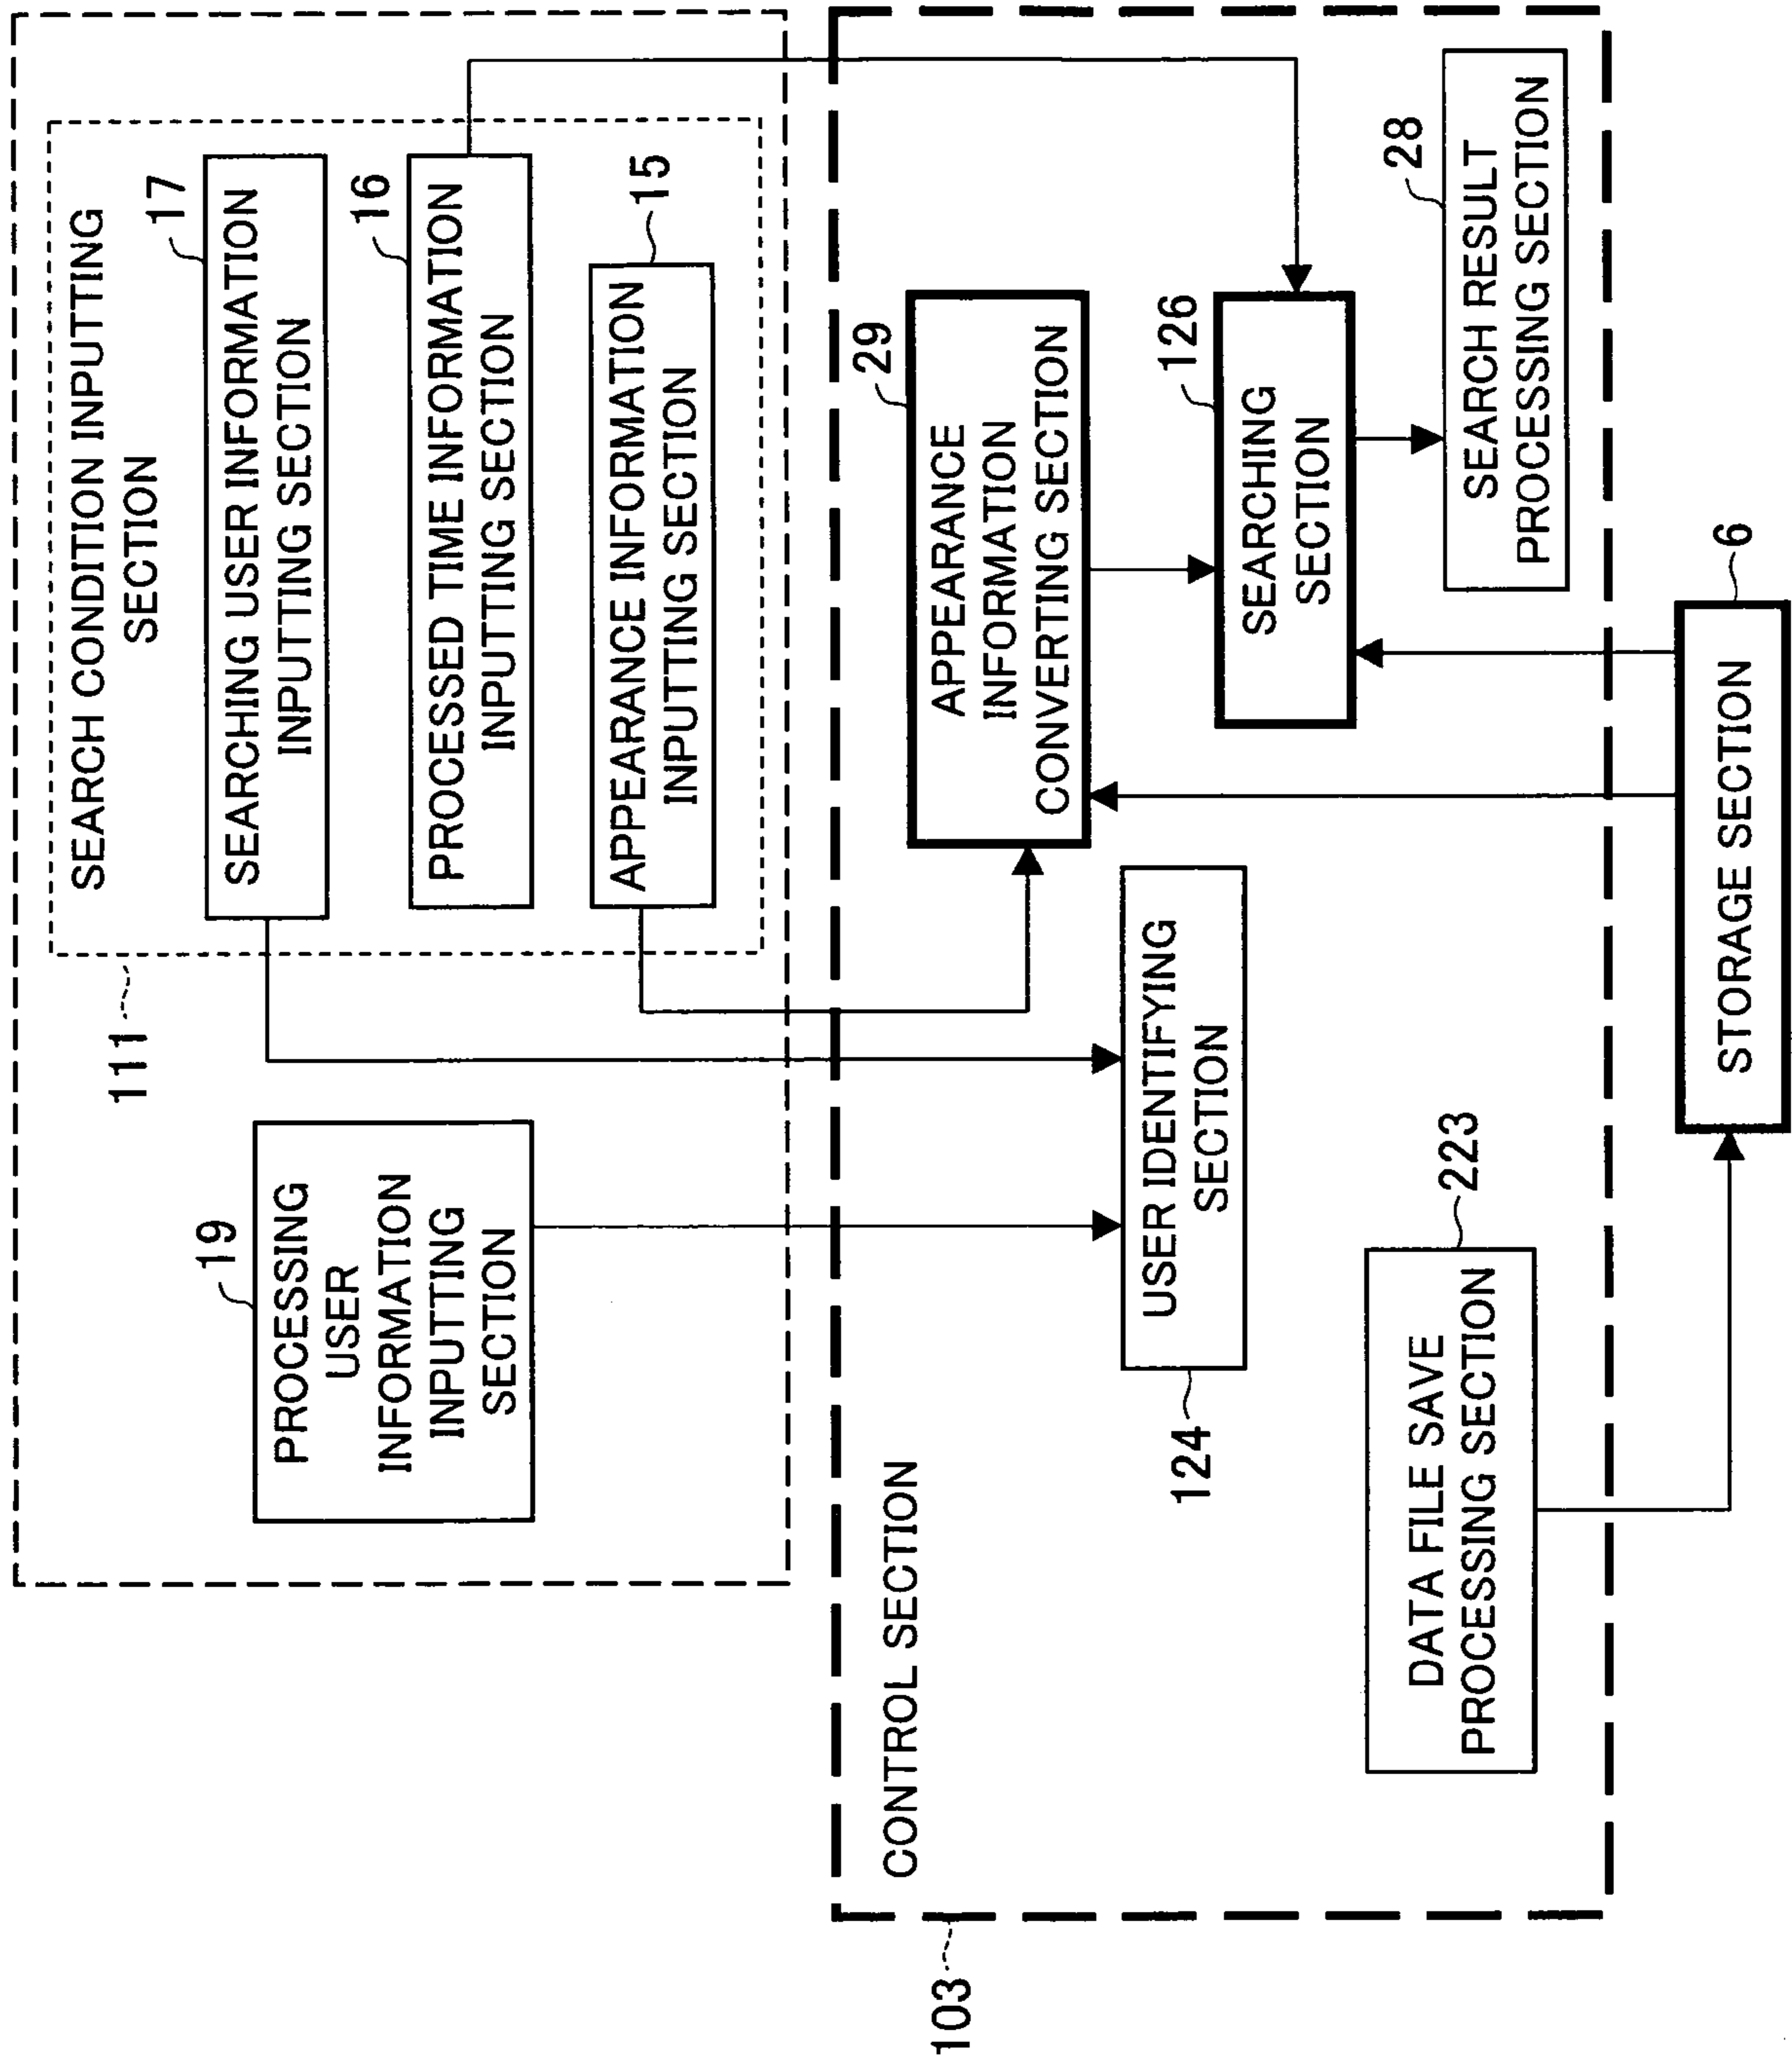 111
SEARCH CONDITION INPUTTING
SECTION
17
SEARCHING USER INFORMATION
INPUTTING SECTION
16
PROCESSED TIME INFORMATION
INPUTTING SECTION
15
APPEARANCE INFORMATION
INPUTTING SECTION
19
PROCESSING
USER
INFORMATION
INPUTTING
SECTION
103
CONTROL SECTION
29
APPEARANCE
INFORMATION
CONVERTING SECTION
126
SEARCHING
SECTION
28
SEARCH RESULT
PROCESSING SECTION
124
USER IDENTIFYING
SECTION
223
DATA FILE SAVE
PROCESSING SECTION
6
STORAGE SECTION